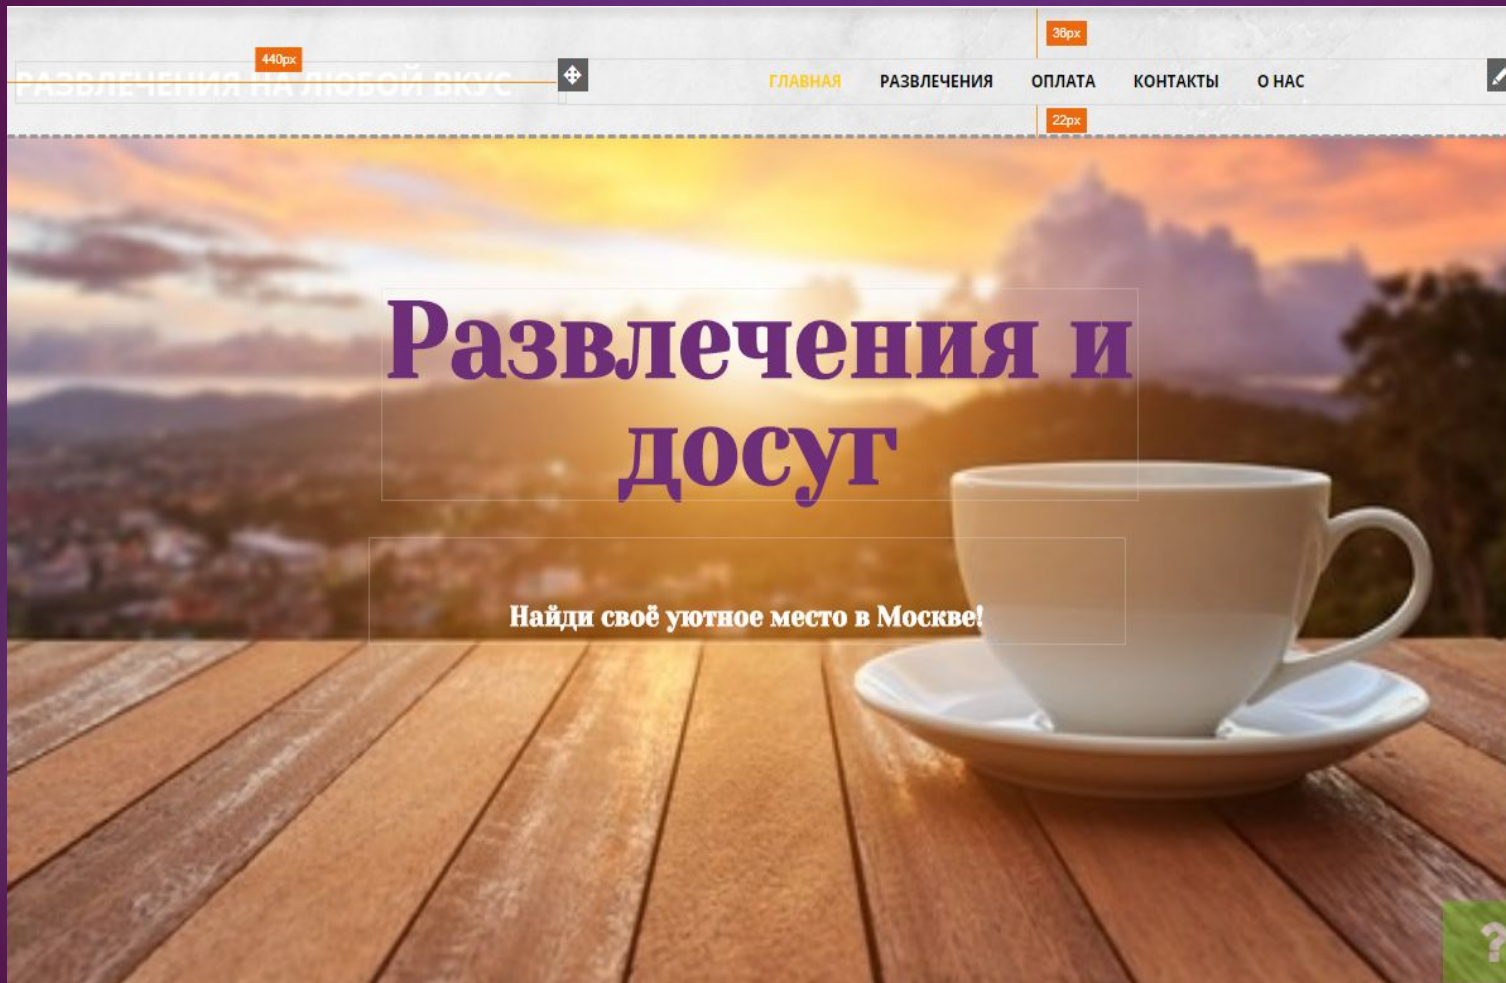 36px
440px
РАЗВЛЕЧЕНИЯ НА ЛЮБОЙ ВКУС
ГЛАВНАЯ РАЗВЛЕЧЕНИЯ ОПЛАТА КОНТАКТЫ О НАС
22px
Развлечения и
досуг
Найди своё уютное место в Москве!
?